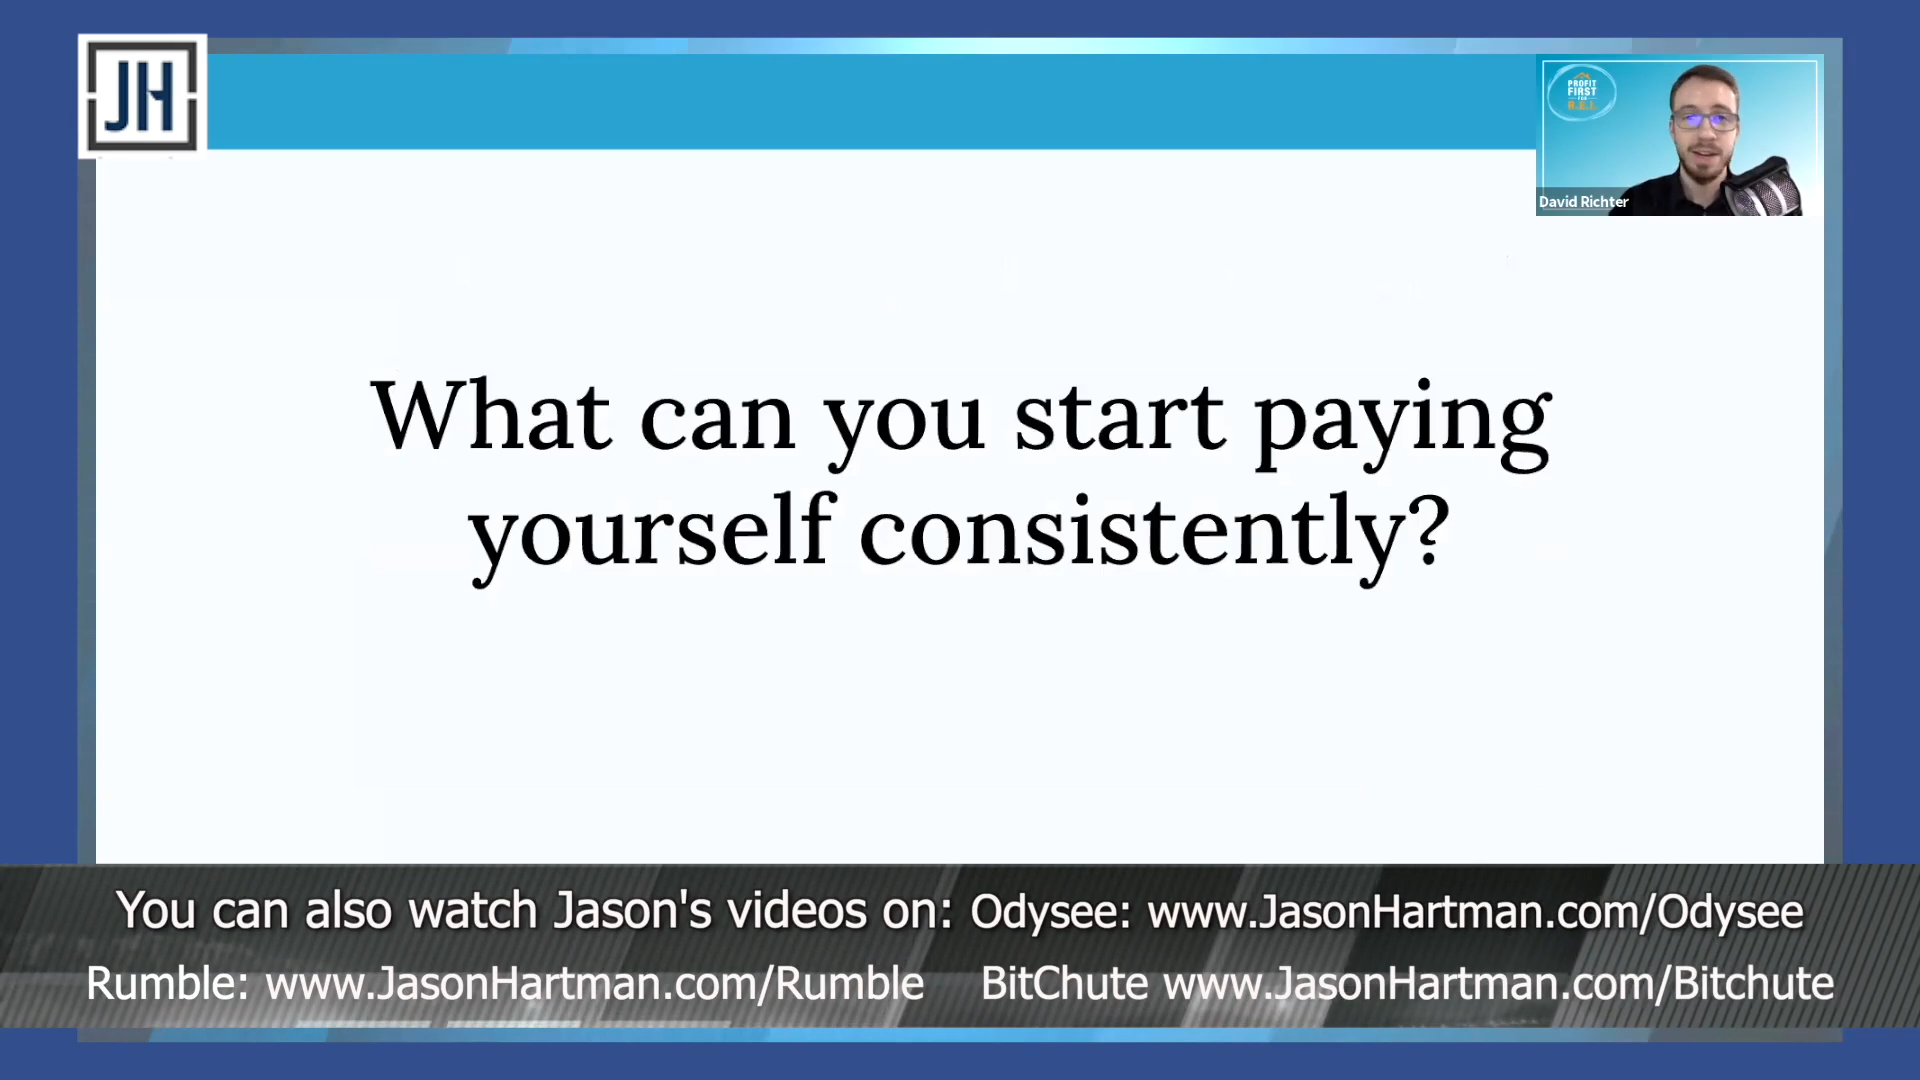 JH
PROFIT
FIRST
FOR
R.E.I.
David Richter
What can you start paying
yourself consistently?
You can also watch Jason's videos on: Odysee: www.JasonHartman.com/Odysee
Rumble: www.JasonHartman.com/Rumble BitChute www.JasonHartman.com/Bitchute